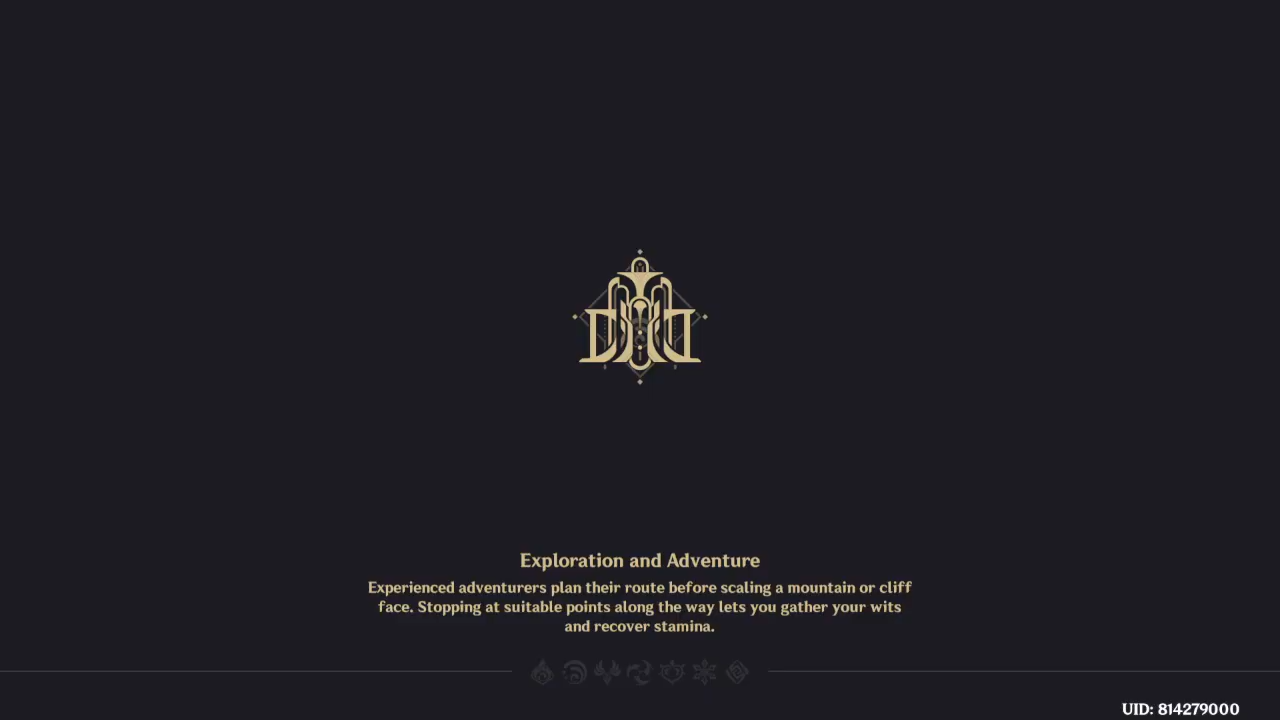 Exploration and Adventure
Experienced adventurers plan their route before scaling a mountain or cliff
face. Stopping at suitable points along the way lets you gather your wits
and recover stamina.
UID: 814279000